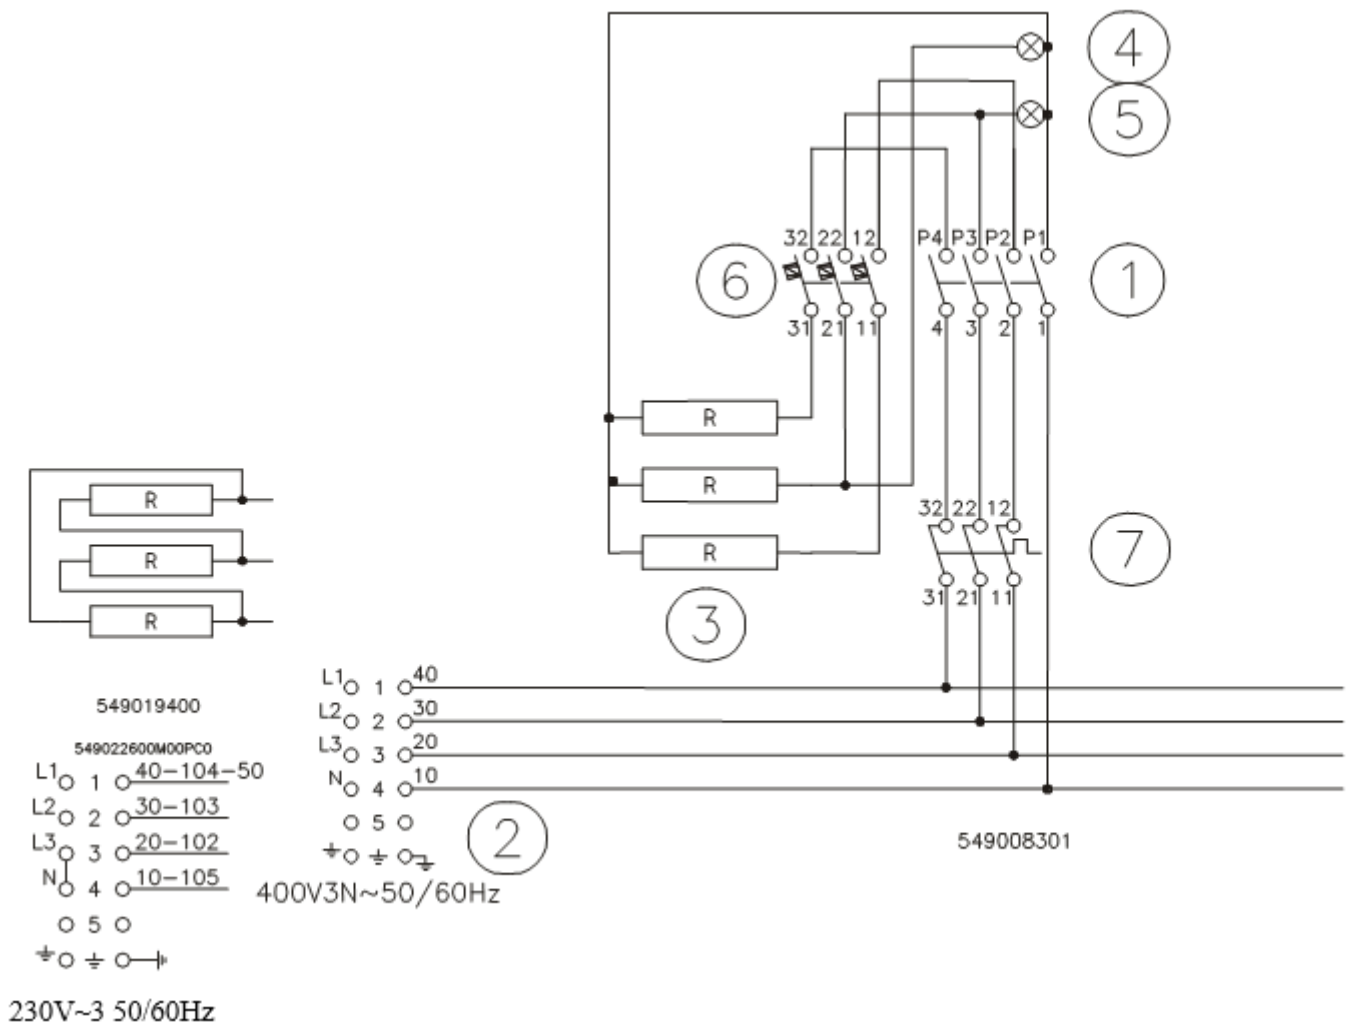 4
5
32 22 12 P4 P3 P2 P1
6
1
31 21 11 4 3 2 1
R
R
R
32 22 12
7
31 21 11
3
R
R
R
549019400
549022600M00PC0
L1 1 40-104-50
L2 2 30-103
L3 3 20-102
N 4 10-105
5
230V~3 50/60Hz
L1 1 40
L2 2 30
L3 3 20
N 4 10
5
2
400V3N~50/60Hz
549008301